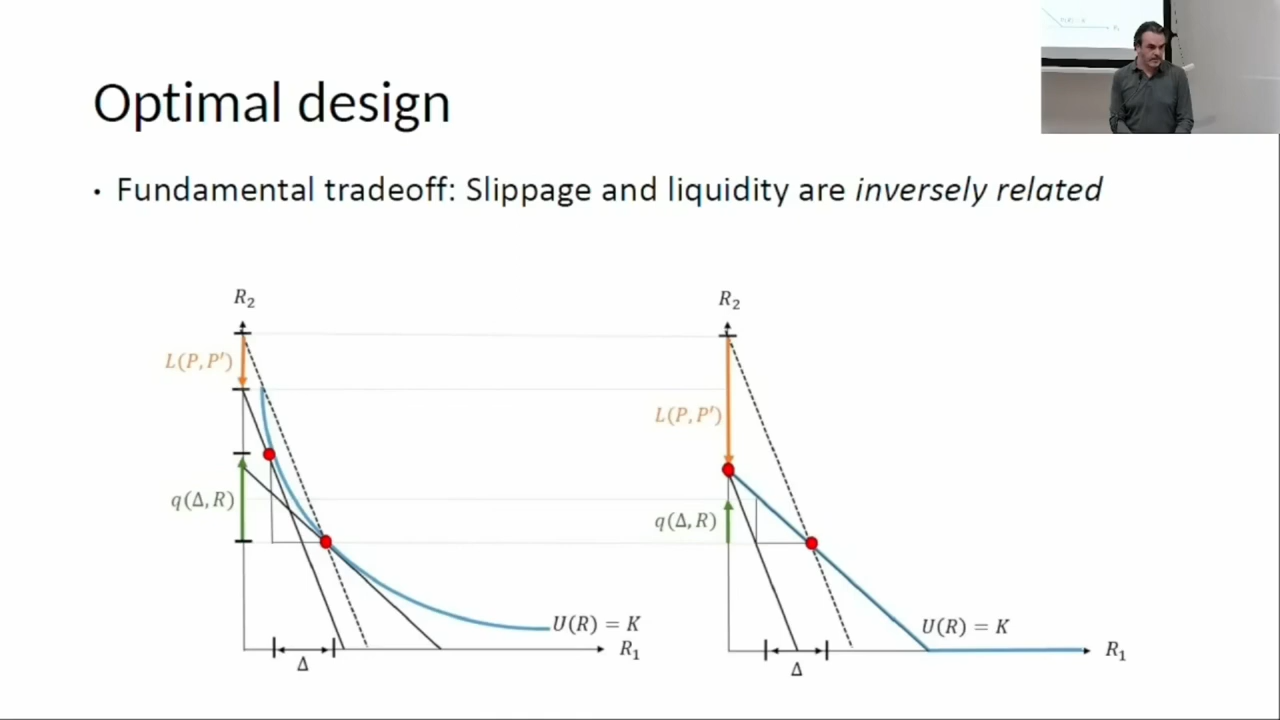 Optimal design
• Fundamental tradeoff: Slippage and liquidity are inversely related
R₂
L(P, P′)
q(Δ, R)
U(R) = K
R₁
Δ
R₂
L(P, P′)
q(Δ, R)
U(R) = K
R₁
Δ